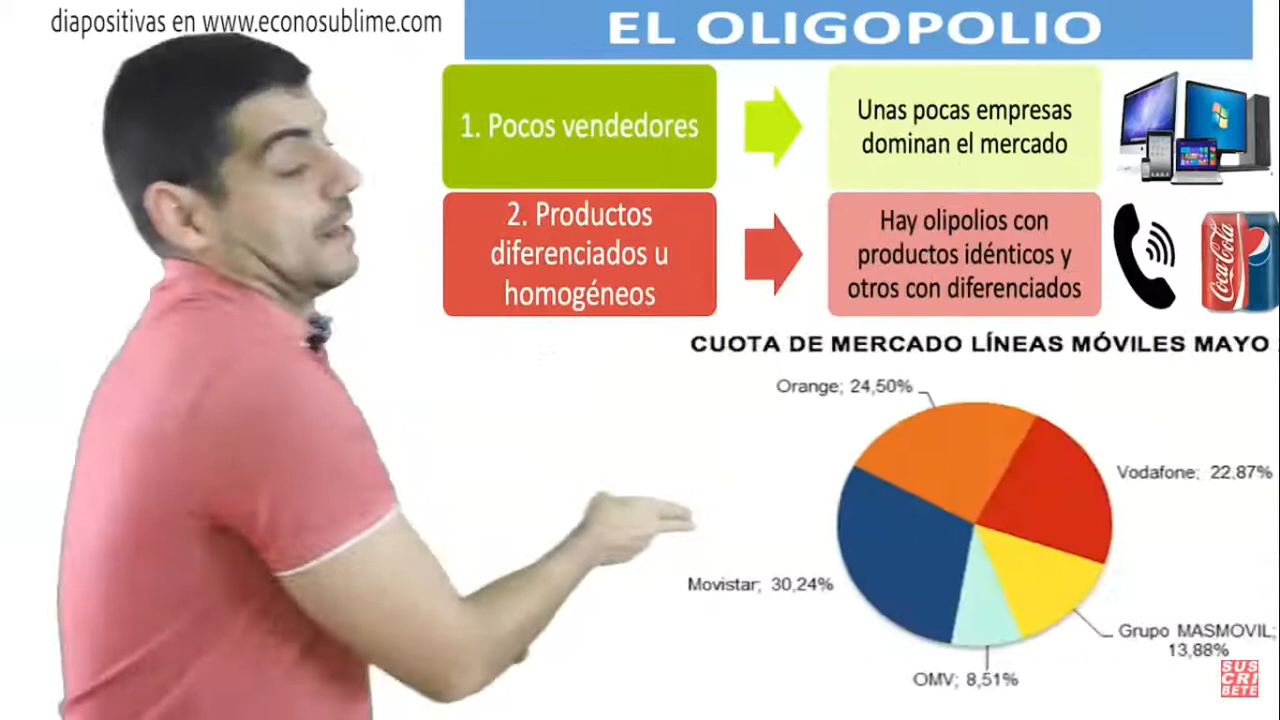 diapositivas en www.econosublime.com
EL OLIGOPOLIO
1. Pocos vendedores
Unas pocas empresas
dominan el mercado
2. Productos
diferenciados u
homogéneos
Hay olipolios con
productos idénticos y
otros con diferenciados
Coca-Cola
CUOTA DE MERCADO LÍNEAS MÓVILES MAYO
Orange; 24,50%
Vodafone; 22,87%
Movistar; 30,24%
Grupo MASMOVIL;
13,88%
OMV; 8,51%
SUS
CRI
BETE